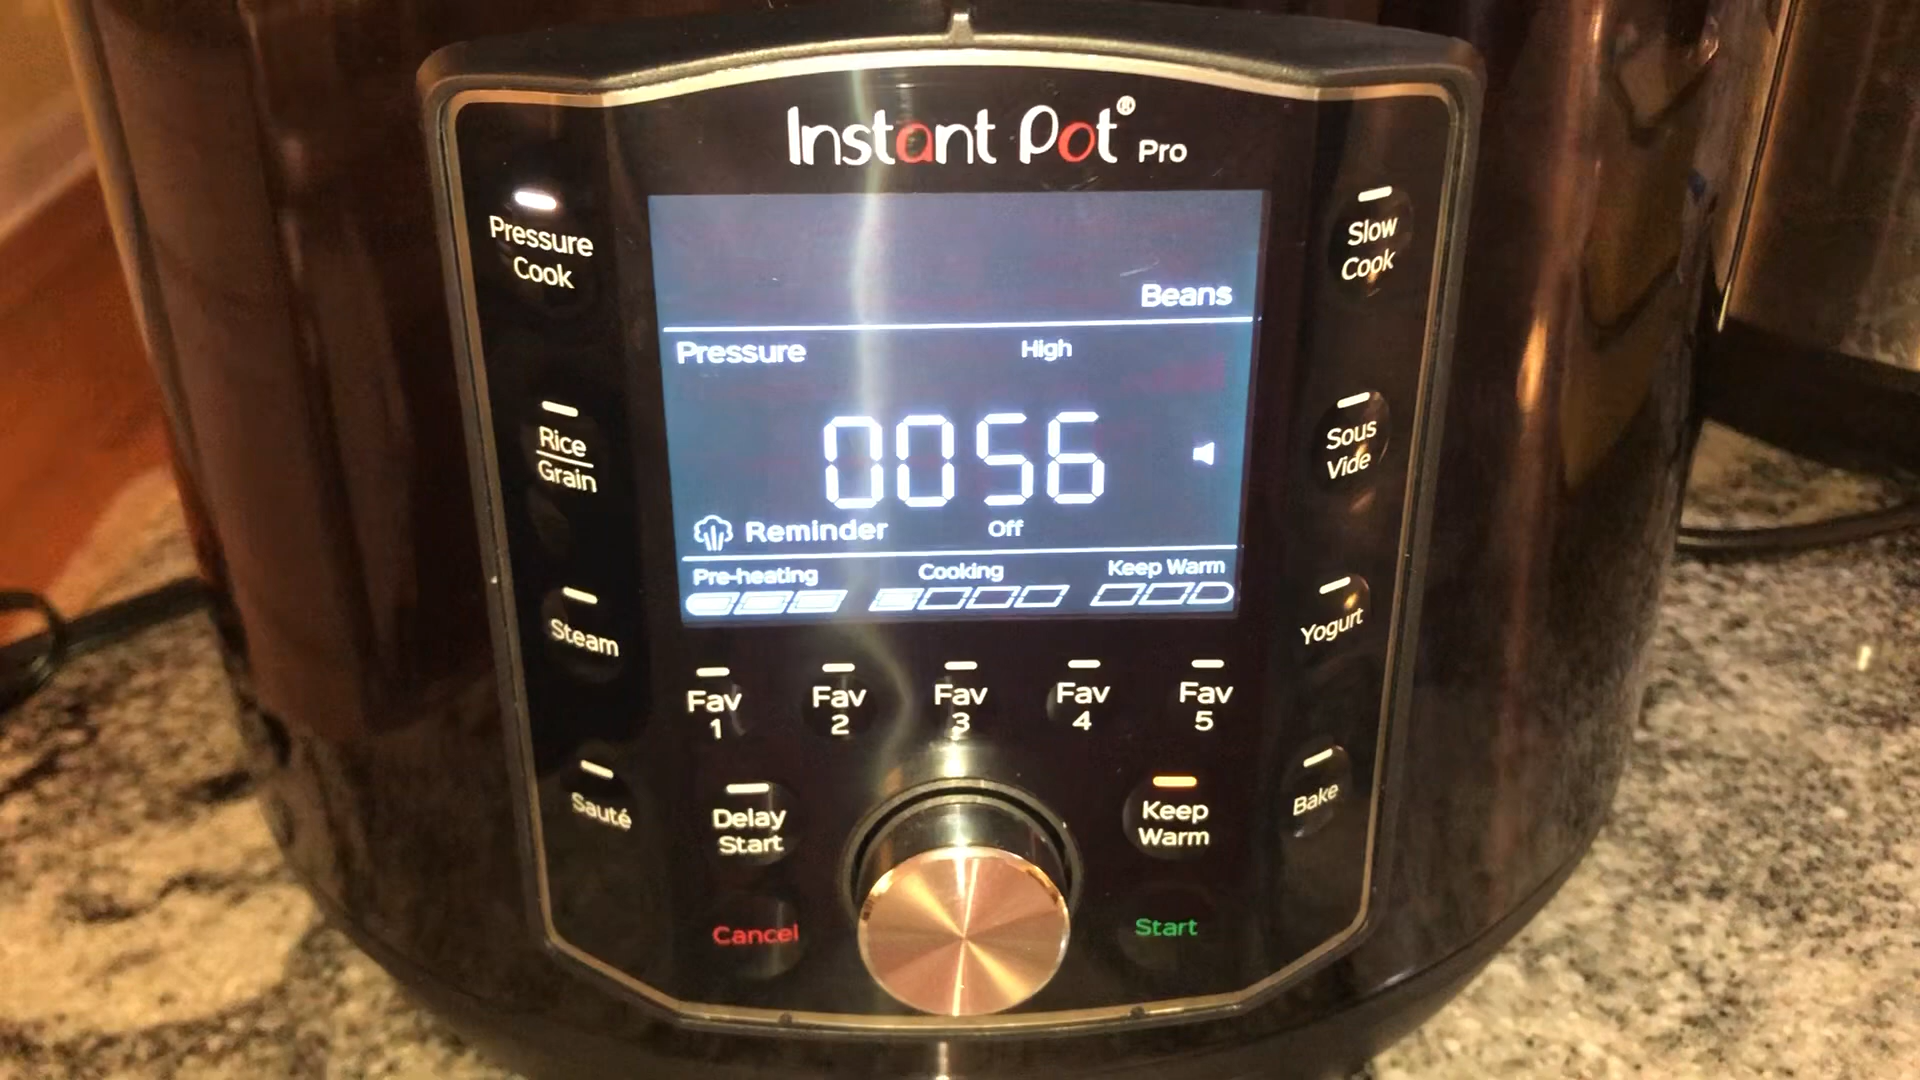 Instant Pot® Pro
Pressure
Cook
Slow
Cook
Beans
Pressure High
0056
Reminder Off
Pre-heating Cooking Keep Warm
Rice
Grain
Sous
Vide
Steam
Yogurt
Sauté
Bake
Fav
1
Fav
2
Fav
3
Fav
4
Fav
5
Delay
Start
Keep
Warm
Cancel
Start